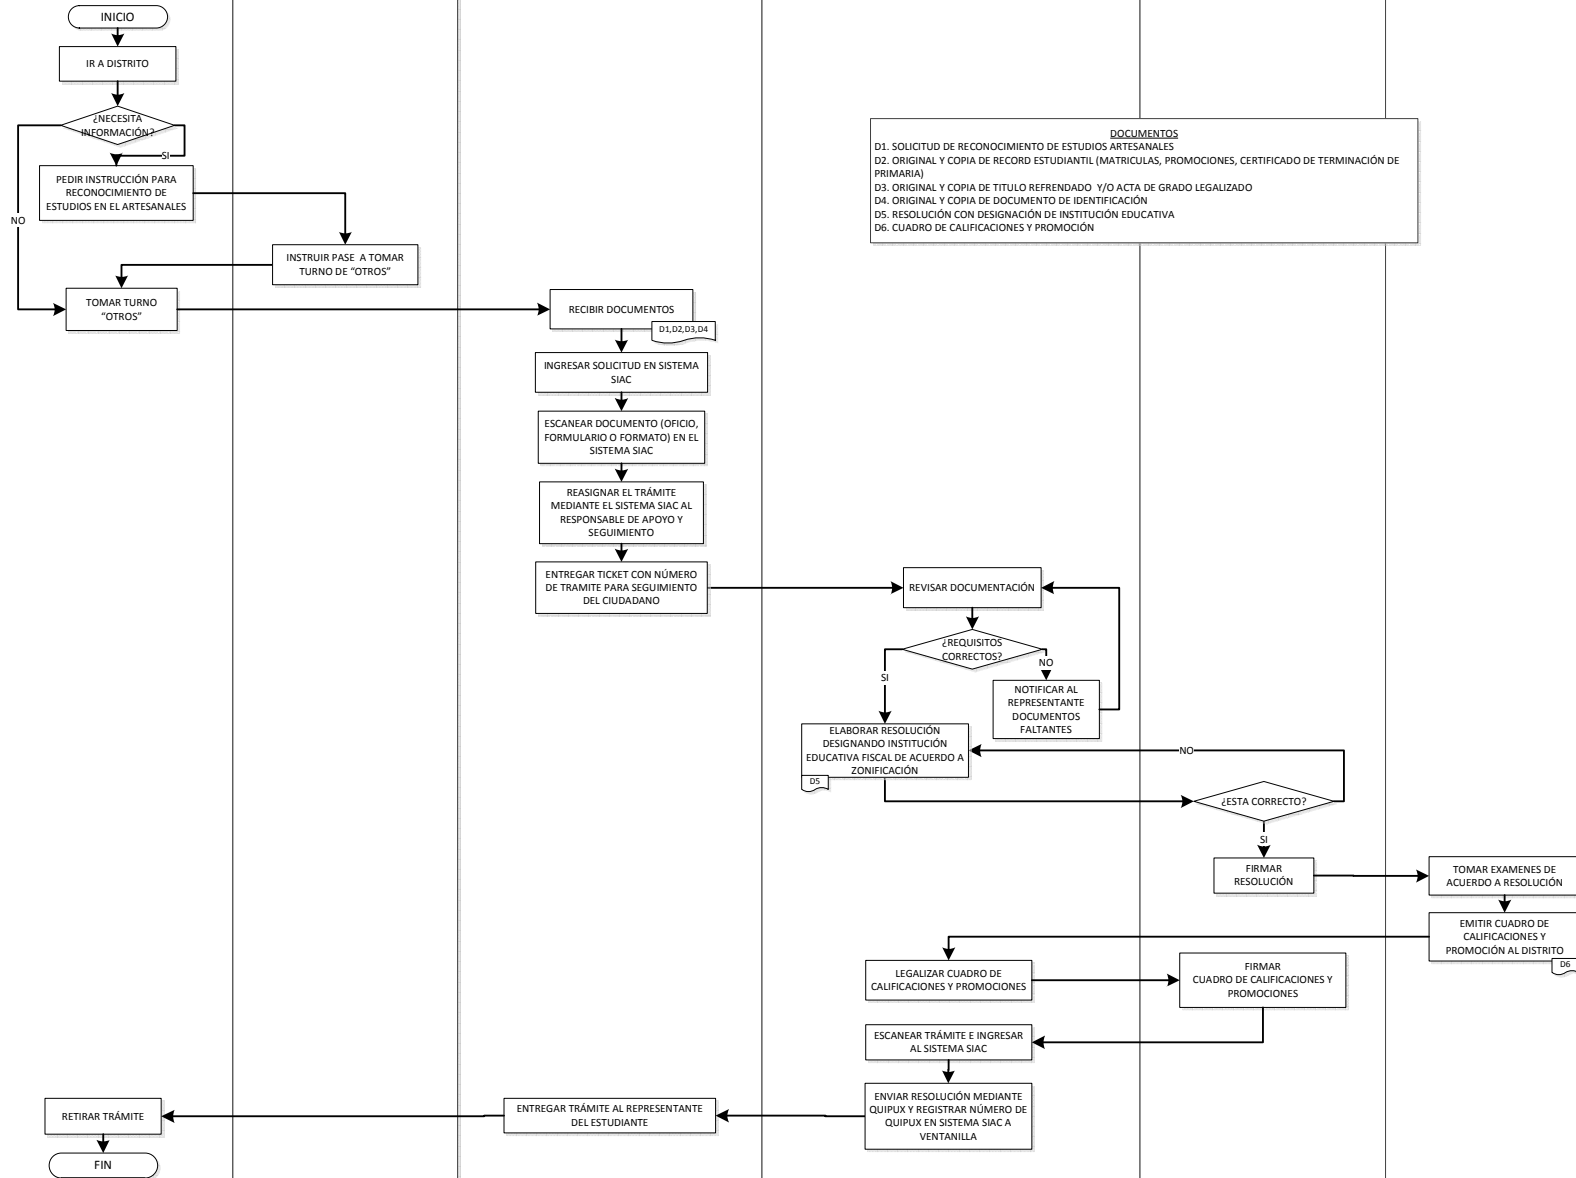 INICIO
IR A DISTRITO
¿NECESITA
INFORMACIÓN?
SI
NO
PEDIR INSTRUCCIÓN PARA
RECONOCIMIENTO DE
ESTUDIOS EN EL ARTESANALES
INSTRUIR PASE A TOMAR
TURNO DE “OTROS”
TOMAR TURNO
“OTROS”
DOCUMENTOS
D1. SOLICITUD DE RECONOCIMIENTO DE ESTUDIOS ARTESANALES
D2. ORIGINAL Y COPIA DE RECORD ESTUDIANTIL (MATRICULAS, PROMOCIONES, CERTIFICADO DE TERMINACIÓN DE
PRIMARIA)
D3. ORIGINAL Y COPIA DE TITULO REFRENDADO Y/O ACTA DE GRADO LEGALIZADO
D4. ORIGINAL Y COPIA DE DOCUMENTO DE IDENTIFICACIÓN
D5. RESOLUCIÓN CON DESIGNACIÓN DE INSTITUCIÓN EDUCATIVA
D6. CUADRO DE CALIFICACIONES Y PROMOCIÓN
RECIBIR DOCUMENTOS
D1,D2,D3,D4
INGRESAR SOLICITUD EN SISTEMA
SIAC
ESCANEAR DOCUMENTO (OFICIO,
FORMULARIO O FORMATO) EN EL
SISTEMA SIAC
REASIGNAR EL TRÁMITE
MEDIANTE EL SISTEMA SIAC AL
RESPONSABLE DE APOYO Y
SEGUIMIENTO
ENTREGAR TICKET CON NÚMERO
DE TRAMITE PARA SEGUIMIENTO
DEL CIUDADANO
REVISAR DOCUMENTACIÓN
¿REQUISITOS
CORRECTOS?
NO
SI
NOTIFICAR AL
REPRESENTANTE
DOCUMENTOS
FALTANTES
ELABORAR RESOLUCIÓN
DESIGNANDO INSTITUCIÓN
EDUCATIVA FISCAL DE ACUERDO A
ZONIFICACIÓN
D5
NO
¿ESTA CORRECTO?
SI
FIRMAR
RESOLUCIÓN
TOMAR EXAMENES DE
ACUERDO A RESOLUCIÓN
EMITIR CUADRO DE
CALIFICACIONES Y
PROMOCIÓN AL DISTRITO
D6
LEGALIZAR CUADRO DE
CALIFICACIONES Y PROMOCIONES
FIRMAR
CUADRO DE CALIFICACIONES Y
PROMOCIONES
ESCANEAR TRÁMITE E INGRESAR
AL SISTEMA SIAC
ENVIAR RESOLUCIÓN MEDIANTE
QUIPUX Y REGISTRAR NÚMERO DE
QUIPUX EN SISTEMA SIAC A
VENTANILLA
ENTREGAR TRÁMITE AL REPRESENTANTE
DEL ESTUDIANTE
RETIRAR TRÁMITE
FIN